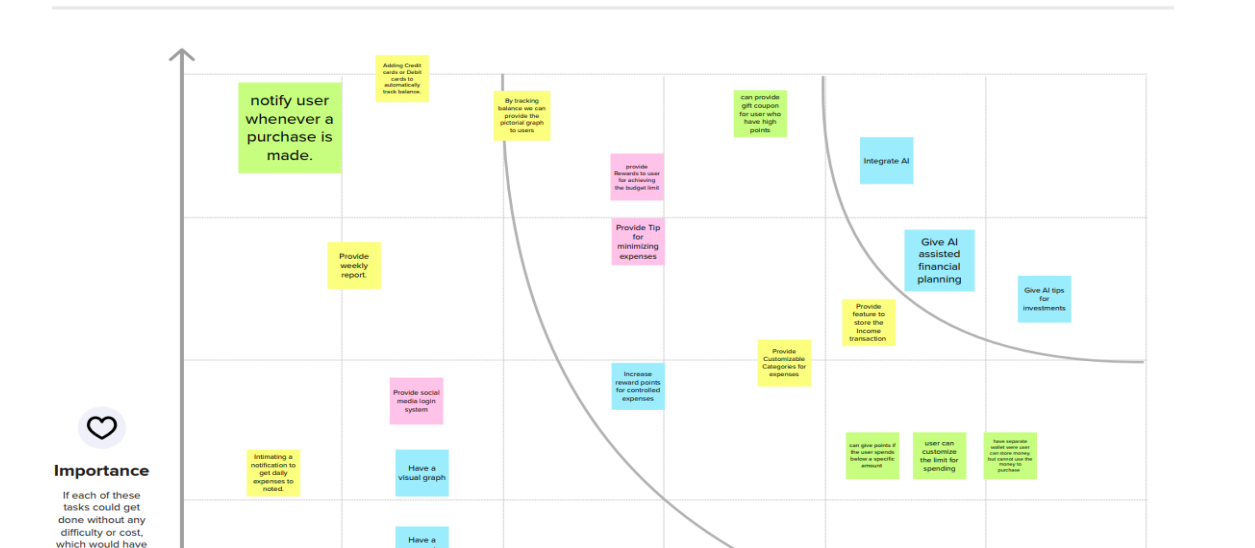 Adding Credit
cards or Debit
cards to
automatically
track balance.
notify user
whenever a
purchase is
made.
By tracking
balance we can
provide the
pictorial graph
to users
can provide
gift coupon
for user who
have high
points
Integrate AI
provide
Rewards to user
for achieving
the budget limit
Provide Tip
for
minimizing
expenses
Give AI
assisted
financial
planning
Provide
weekly
report.
Give AI tips
for
investments
Provide
feature to
store the
Income
transaction
Provide
Customizable
Categories for
expenses
Increase
reward points
for controlled
expenses
Provide social
media login
system
can give points if
the user spends
below a specific
amount
user can
customize
the limit for
spending
have separate
wallet were user
can store money,
but cannot use the
money to
purchase
Intimating a
notification to
get daily
expenses to
noted.
Have a
visual graph
Importance
If each of these
tasks could get
done without any
difficulty or cost,
which would have
Have a